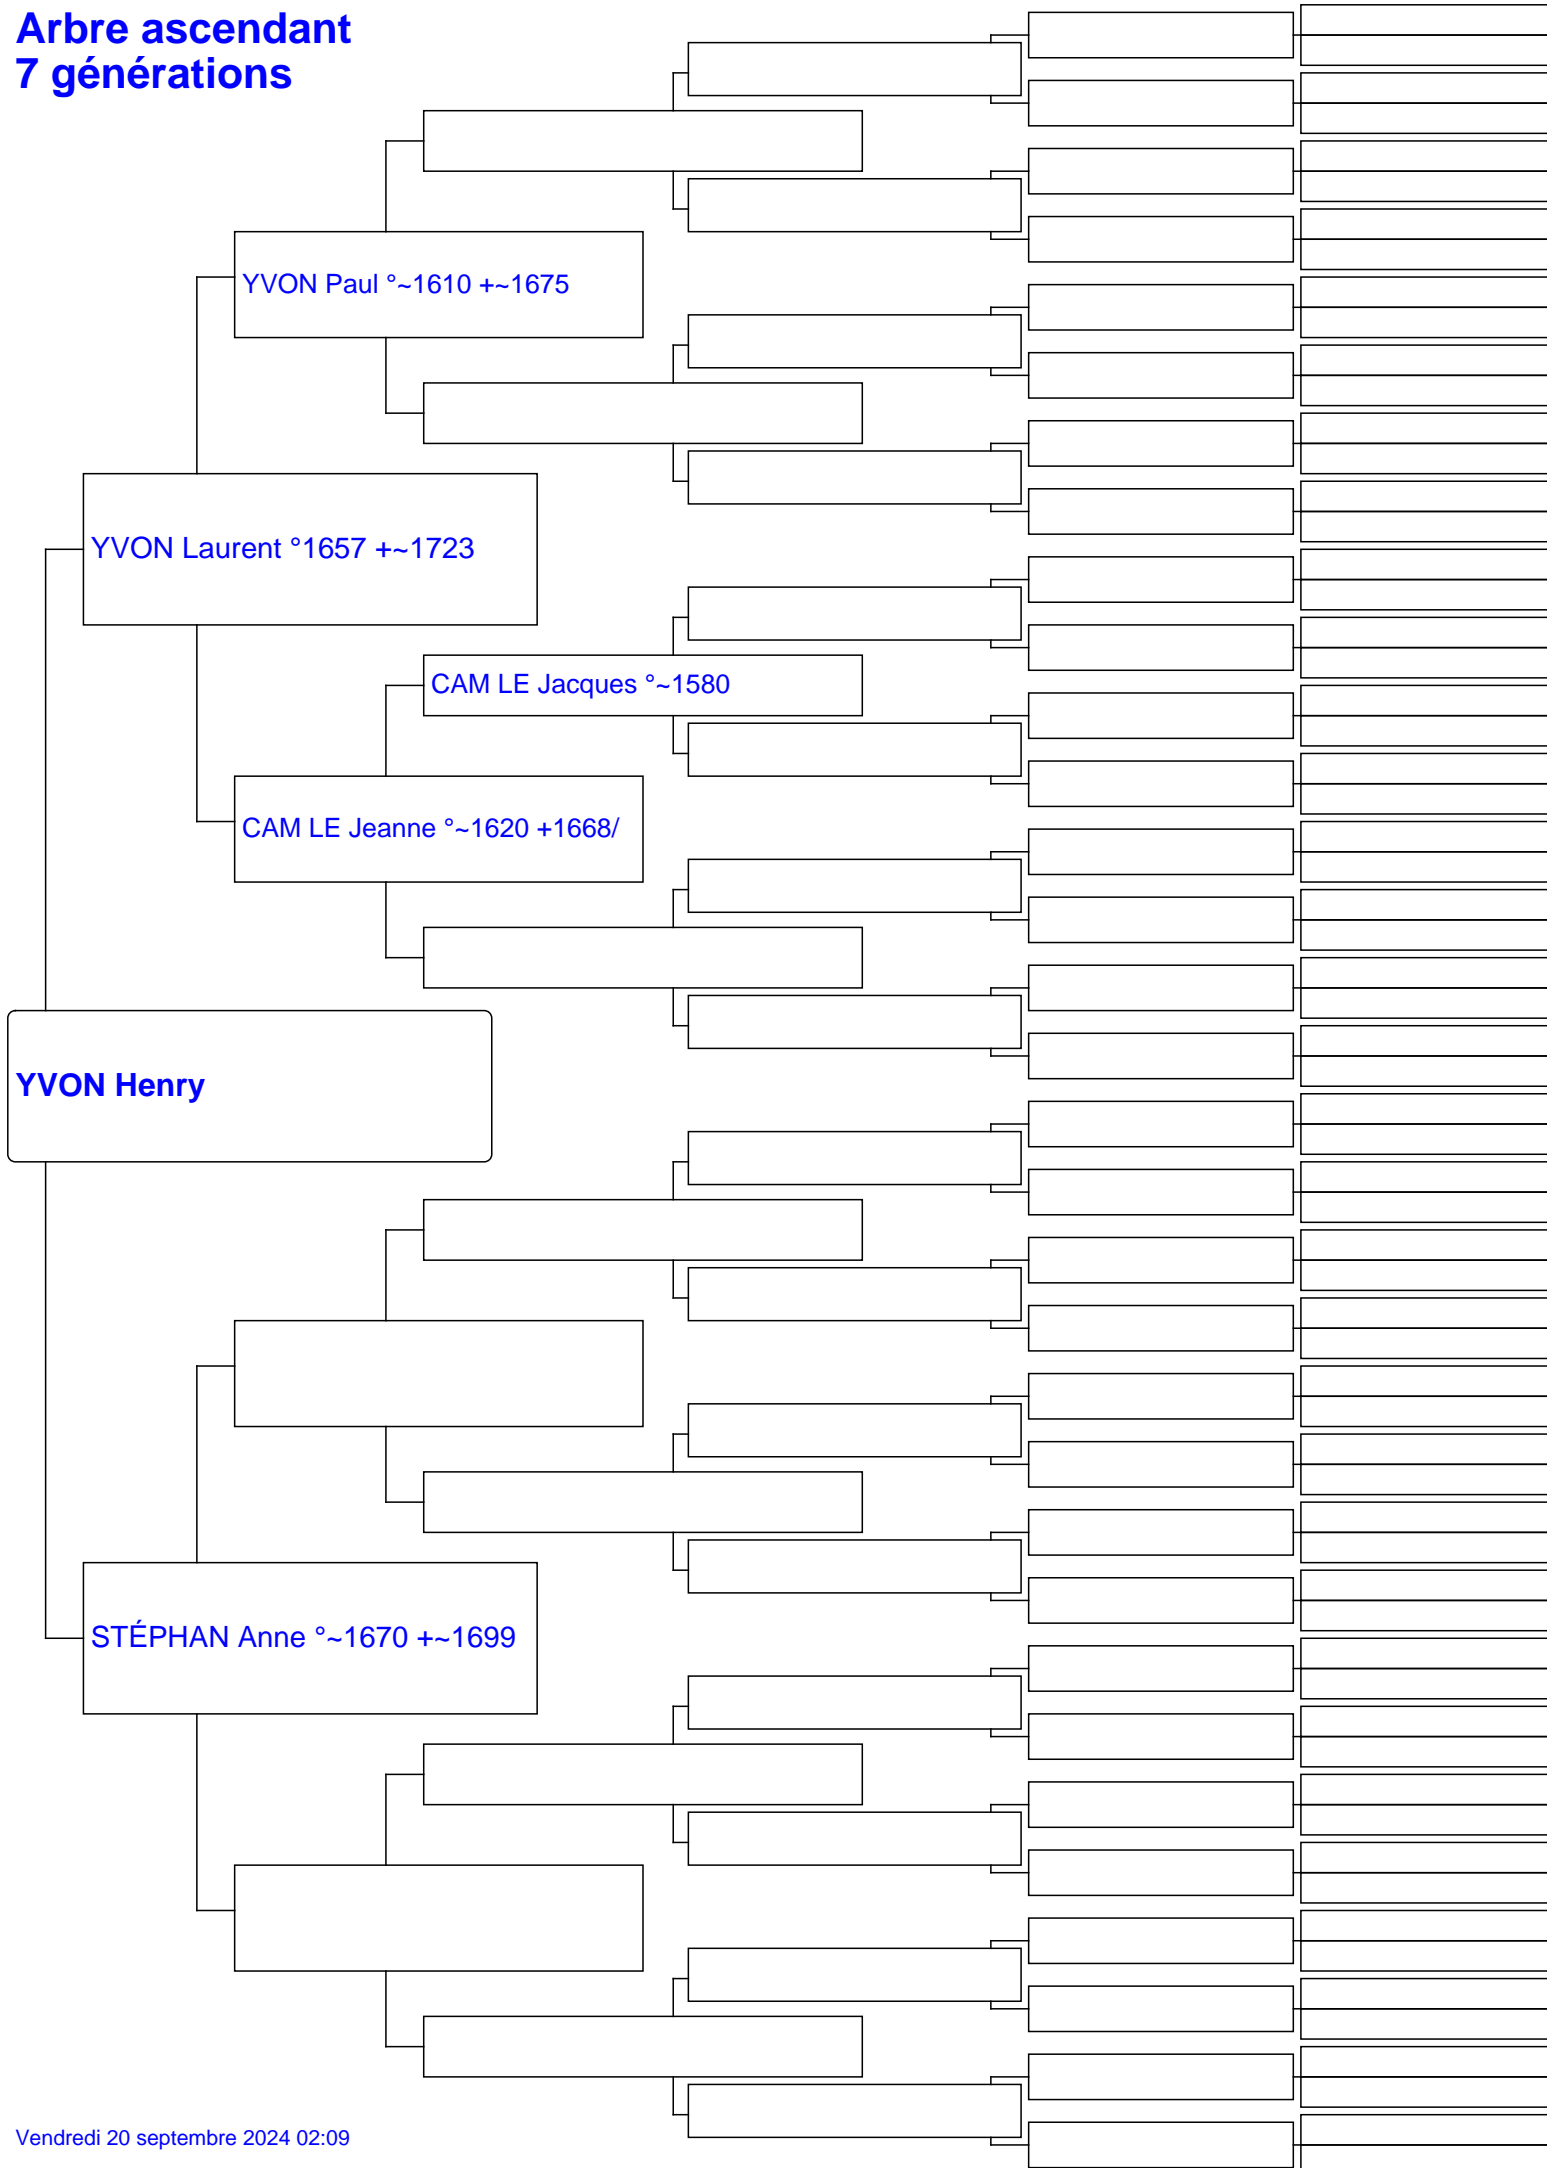 Arbre ascendant
7 générations
YVON Paul °~1610 +~1675
YVON Laurent °1657 +~1723
CAM LE Jacques °~1580
CAM LE Jeanne °~1620 +1668/
YVON Henry
STÉPHAN Anne °~1670 +~1699
Vendredi 20 septembre 2024 02:09